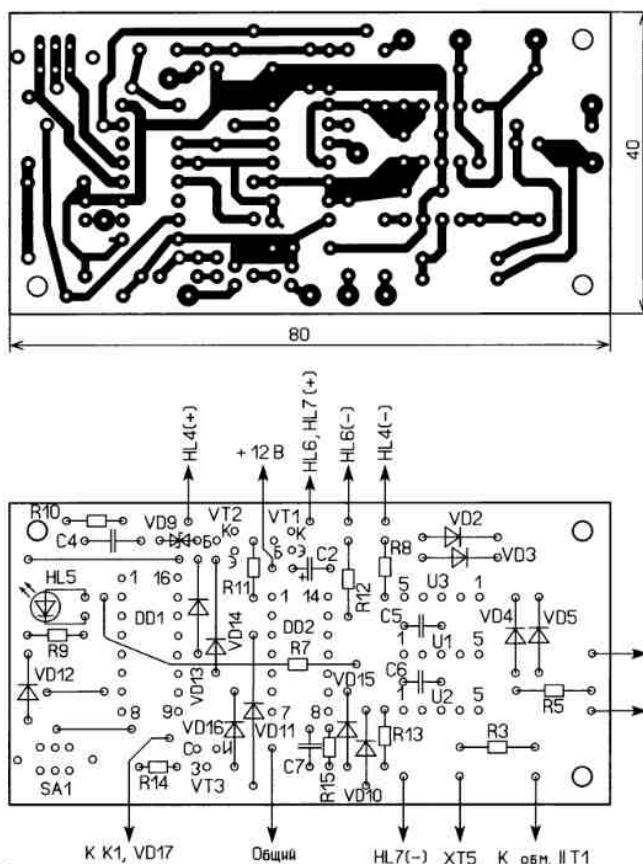 40
80
HL4(+)
+ 12 В
HL6, HL7 (+)
HL6(-)
HL4(-)
R10
C4
VD9
Б
VT2
К
Э
VT1
К
Б
Э
C2
+
R8
VD2
VD3
HL5
1
16
DD1
R11
1
14
DD2
R12
5
U3
1
C5
1
U1
5
VD4
VD5
R9
VD14
VD13
R7
C6
U2
VD12
8
9
VD16
VD11
7
8
VD15
1
5
R5
R13
R3
SA1
R14
С
И
З
VT3
C7
R15
VD10
К К1, VD17
Общий
HL7(-)
XT5
К обм. II T1